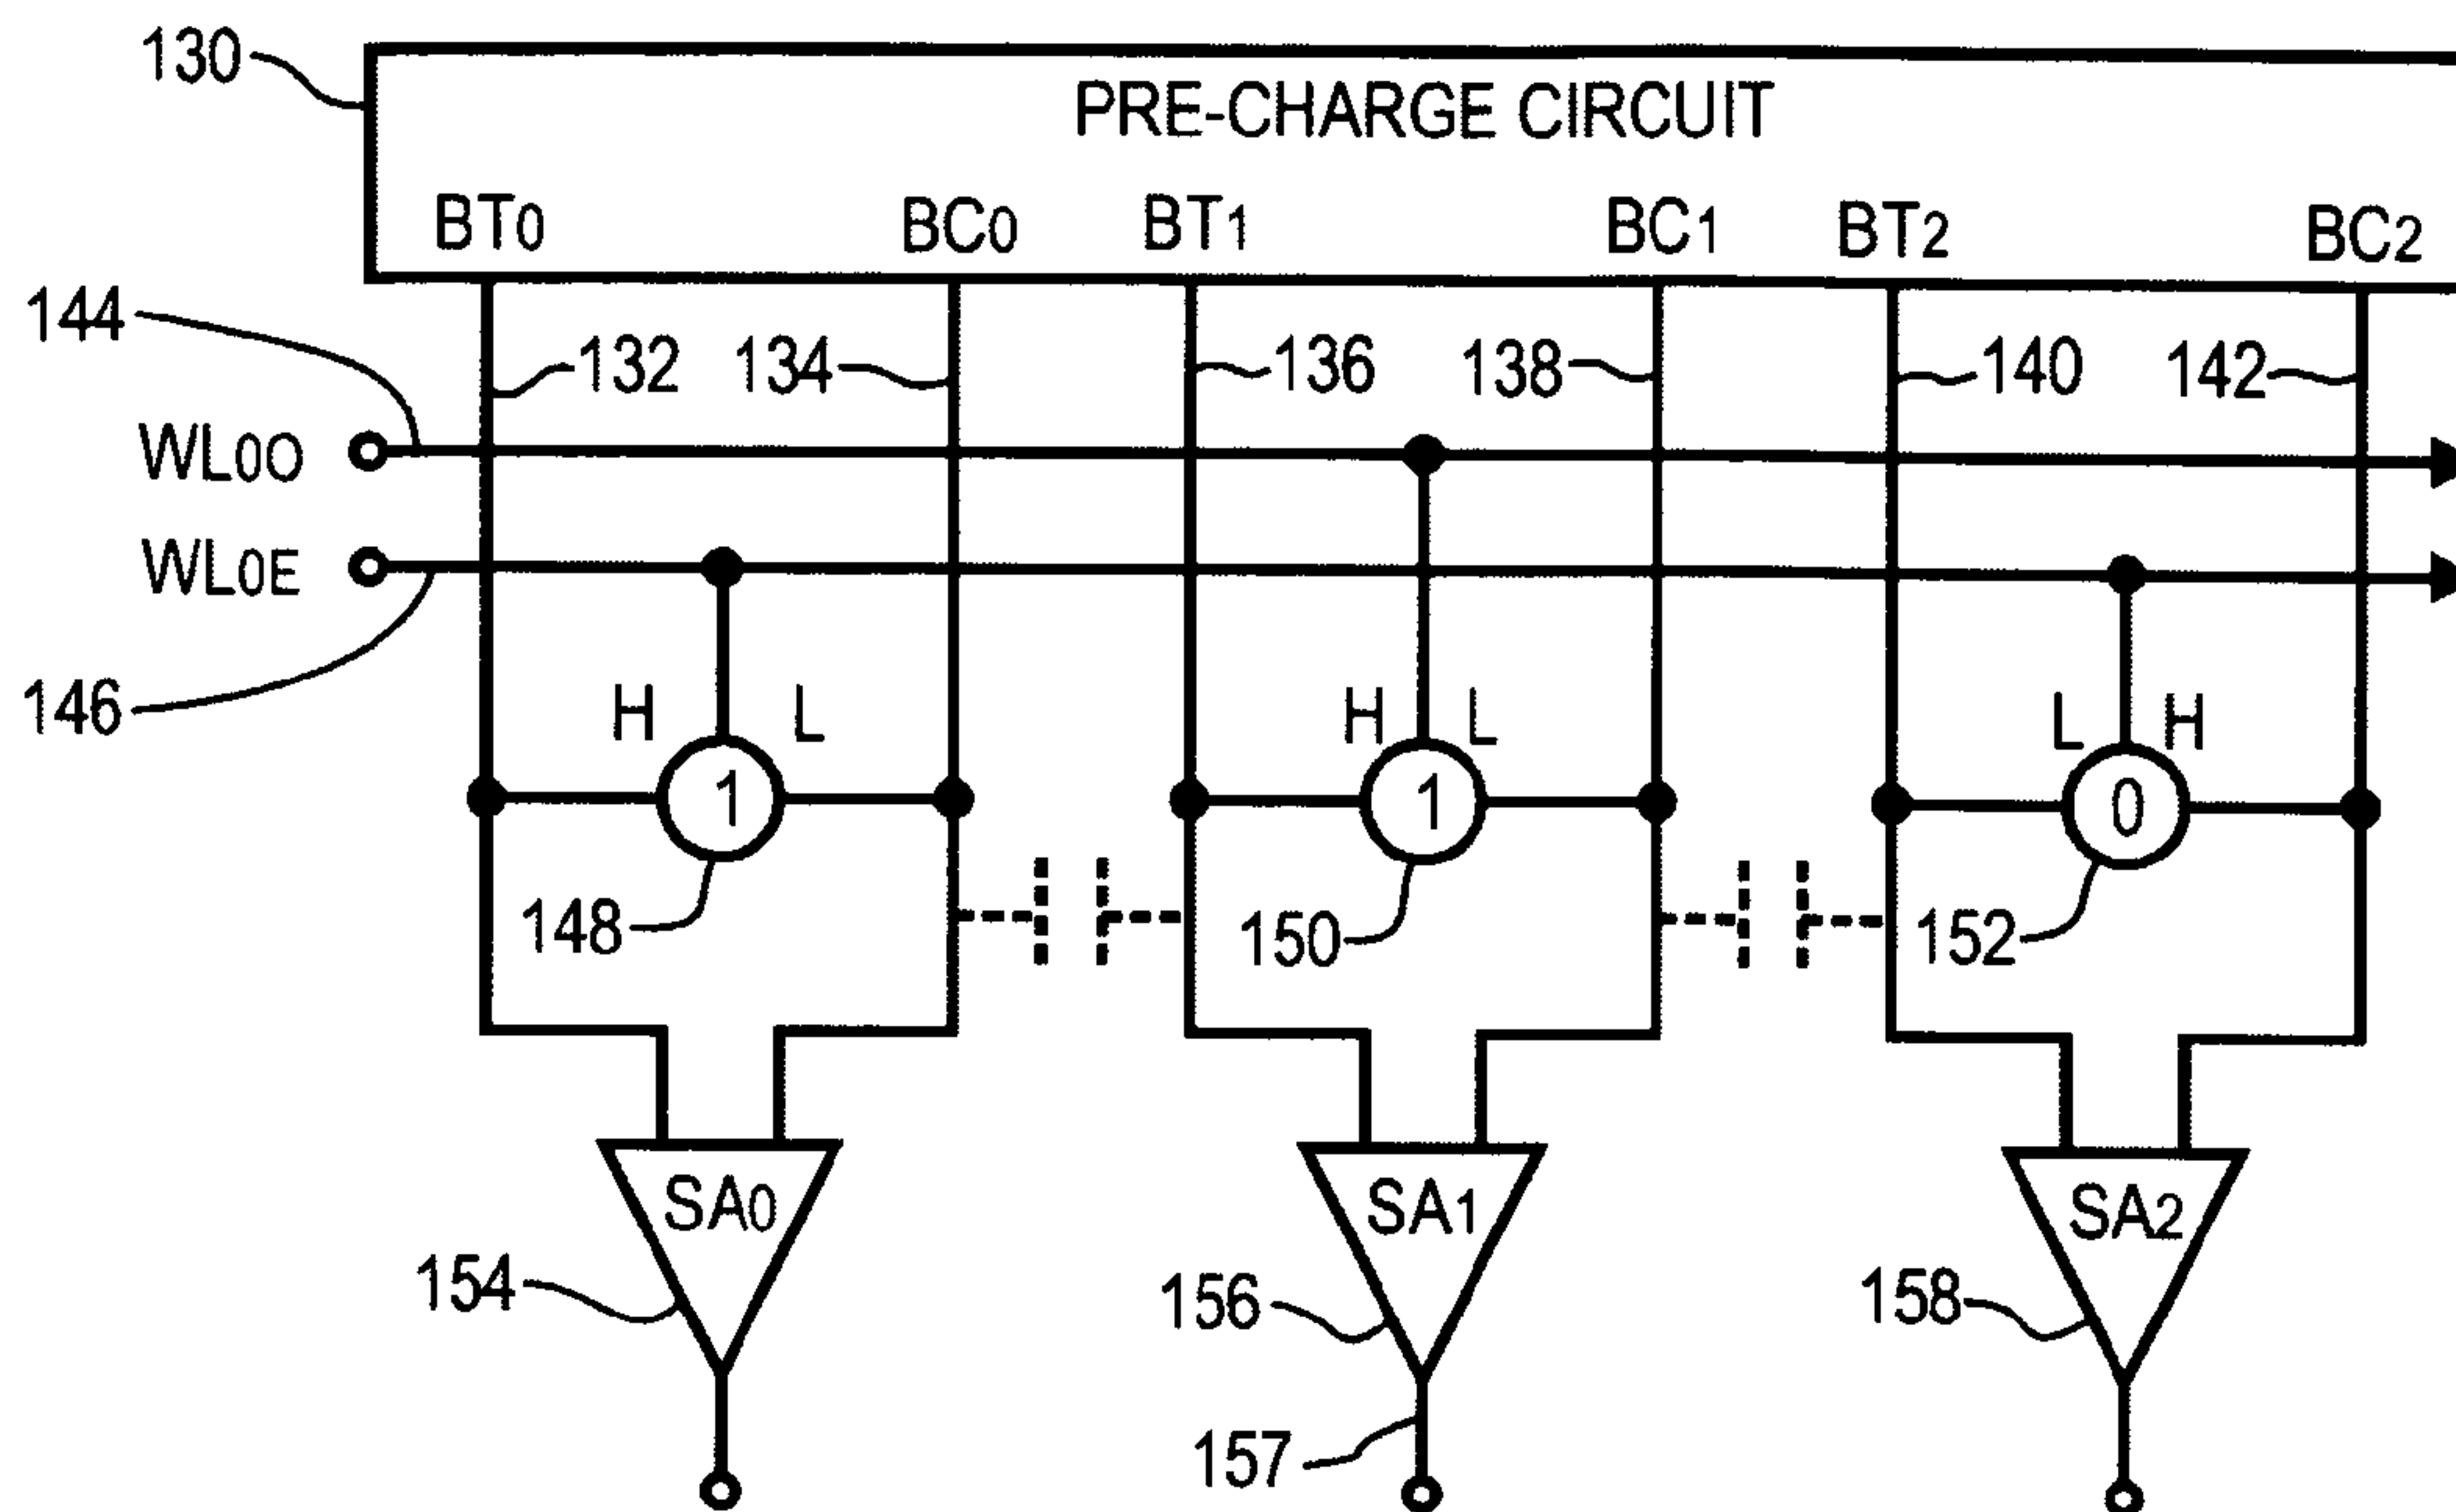 130
PRE-CHARGE CIRCUIT
BT0 BC0 BT1 BC1 BT2 BC2
144
132 134 136 138 140 142
WL0O
WL0E
146
H L H L L H
1 1 0
148 150 152
SA0 SA1 SA2
154 156 158
157